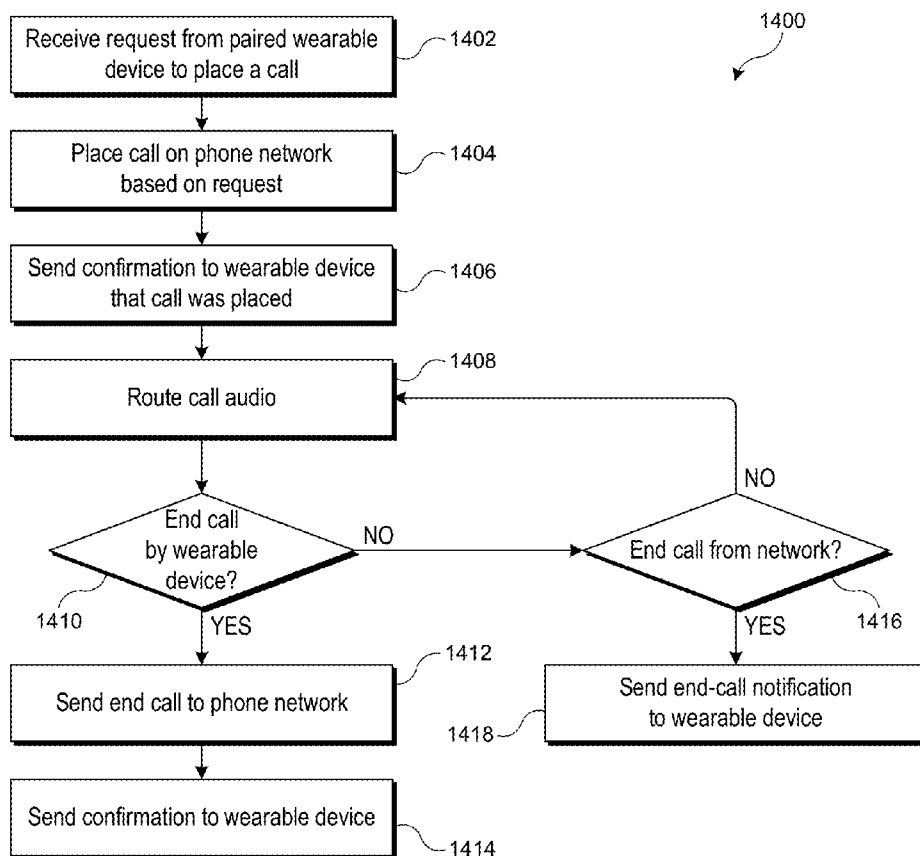 1400
Receive request from paired wearable
device to place a call
1402
Place call on phone network
based on request
1404
Send confirmation to wearable device
that call was placed
1406
Route call audio
1408
End call
by wearable
device?
1410
NO
YES
End call from network?
1416
NO
YES
Send end call to phone network
1412
Send end-call notification
to wearable device
1418
Send confirmation to wearable device
1414